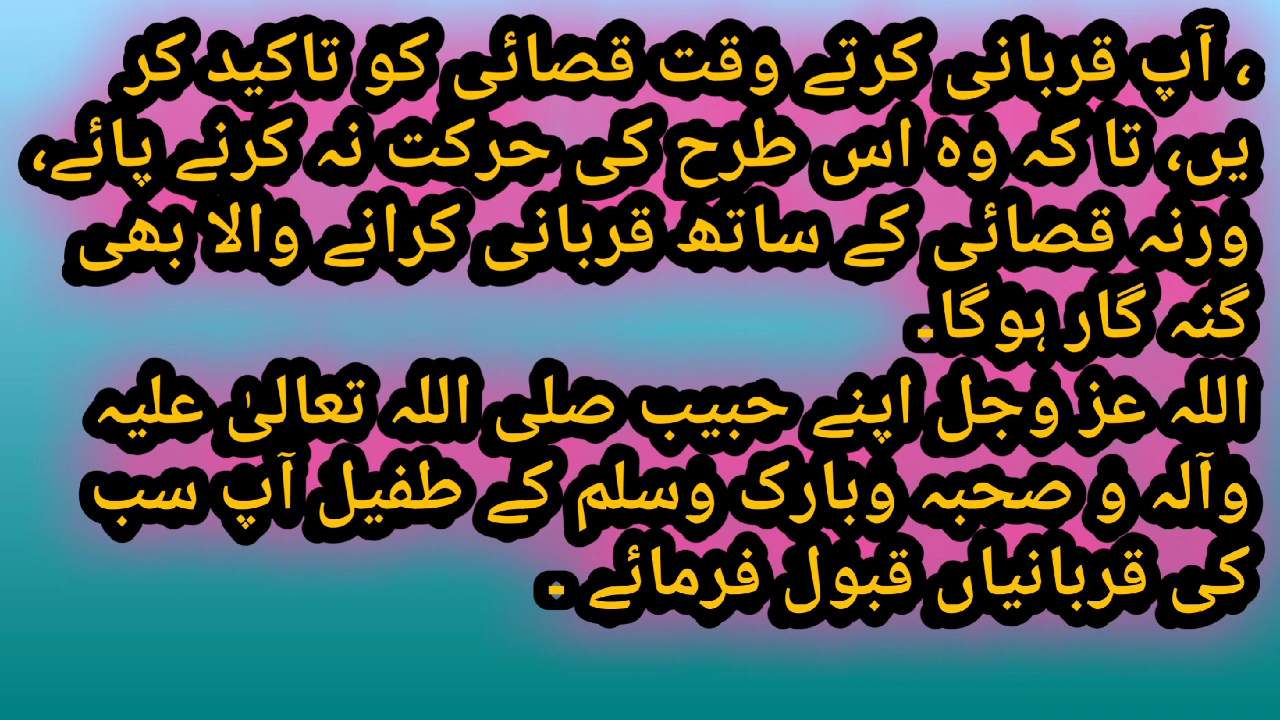 ، آپ قربانی کرتے وقت قصائی کو تاکید کر
یں، تا کہ وہ اس طرح کی حرکت نہ کرنے پائے،
ورنہ قصائی کے ساتھ قربانی کرانے والا بھی
گنہ گار ہوگا۔
اللہ عز وجل اپنے حبیب صلی اللہ تعالیٰ علیہ
وآلہ و صحبہ وبارک وسلم کے طفیل آپ سب
کی قربانیاں قبول فرمائے ۔